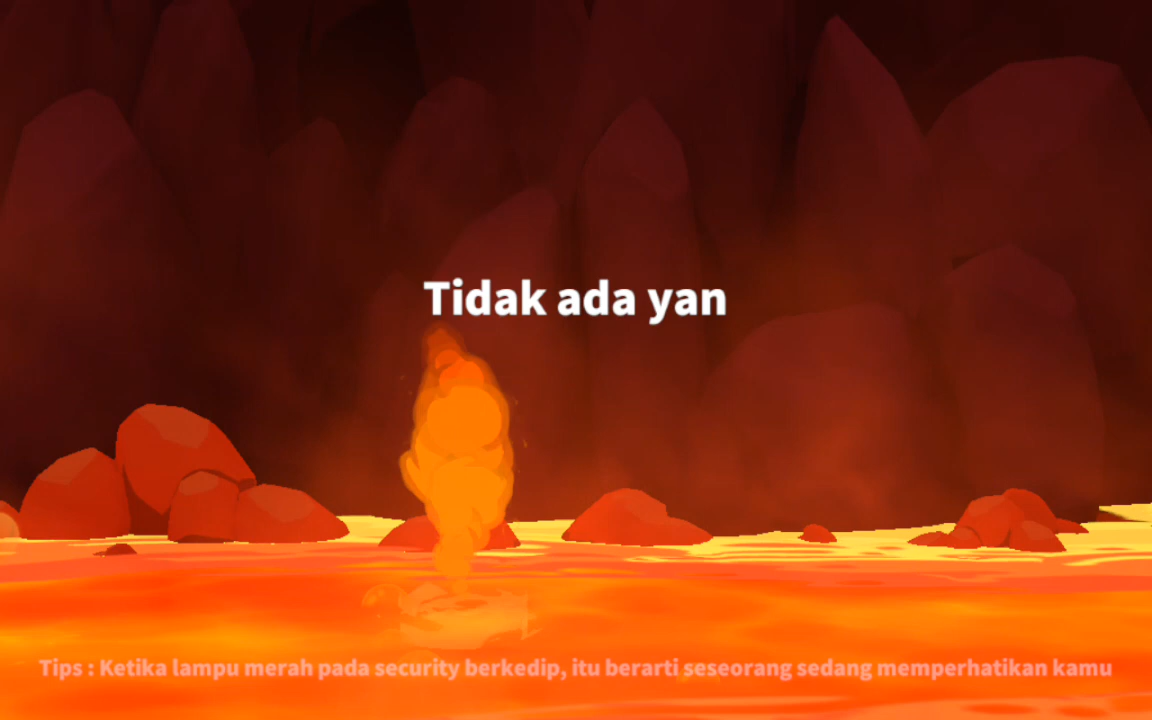 Tidak ada yan
Tips : Ketika lampu merah pada security berkedip, itu berarti seseorang sedang memperhatikan kamu